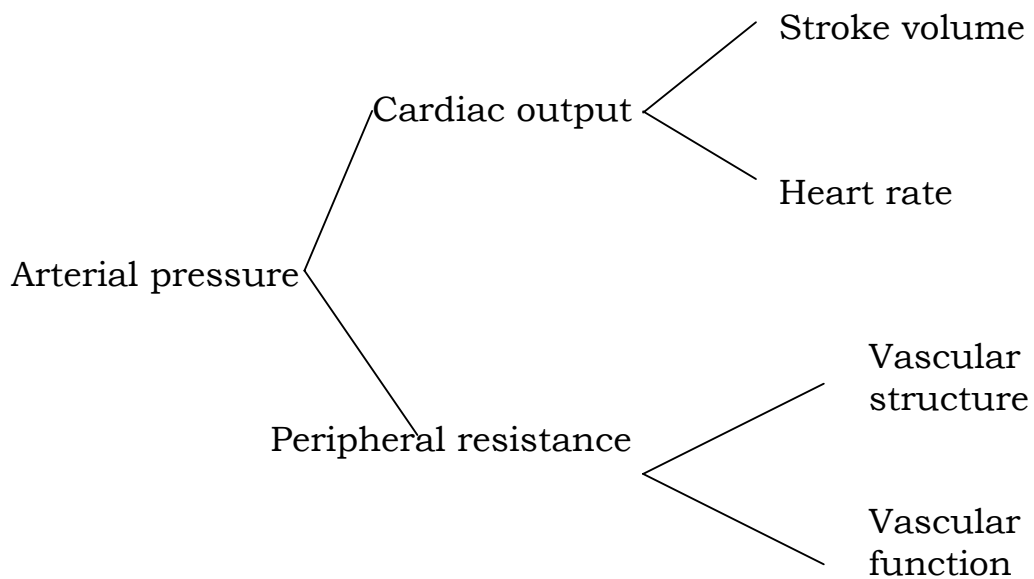 Stroke volume
Cardiac output
Heart rate
Arterial pressure
Vascular
structure
Peripheral resistance
Vascular
function